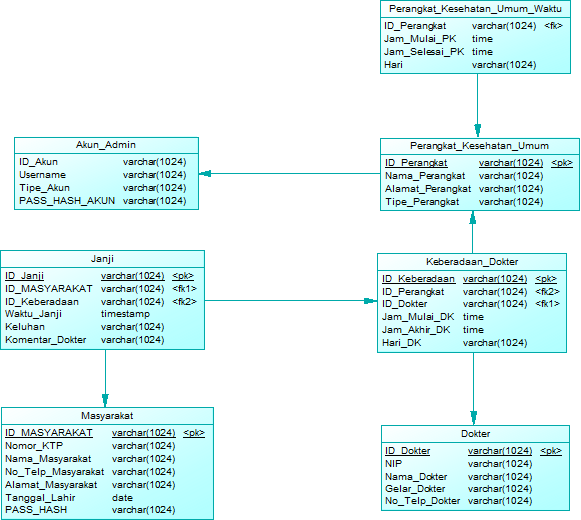 Perangkat_Kesehatan_Umum_Waktu
ID_Perangkat varchar(1024) <fk>
Jam_Mulai_PK time
Jam_Selesai_PK time
Hari varchar(1024)
Akun_Admin
ID_Akun varchar(1024)
Username varchar(1024)
Tipe_Akun varchar(1024)
PASS_HASH_AKUN varchar(1024)
Perangkat_Kesehatan_Umum
ID_Perangkat varchar(1024) <pk>
Nama_Perangkat varchar(1024)
Alamat_Perangkat varchar(1024)
Tipe_Perangkat varchar(1024)
Janji
ID_Janji varchar(1024) <pk>
ID_MASYARAKAT varchar(1024) <fk1>
ID_Keberadaan varchar(1024) <fk2>
Waktu_Janji timestamp
Keluhan varchar(1024)
Komentar_Dokter varchar(1024)
Keberadaan_Dokter
ID_Keberadaan varchar(1024) <pk>
ID_Perangkat varchar(1024) <fk2>
ID_Dokter varchar(1024) <fk1>
Jam_Mulai_DK time
Jam_Akhir_DK time
Hari_DK varchar(1024)
Masyarakat
ID_MASYARAKAT varchar(1024) <pk>
Nomor_KTP varchar(1024)
Nama_Masyarakat varchar(1024)
No_Telp_Masyarakat varchar(1024)
Alamat_Masyarakat varchar(1024)
Tanggal_Lahir date
PASS_HASH varchar(1024)
Dokter
ID_Dokter varchar(1024) <pk>
NIP varchar(1024)
Nama_Dokter varchar(1024)
Gelar_Dokter varchar(1024)
No_Telp_Dokter varchar(1024)